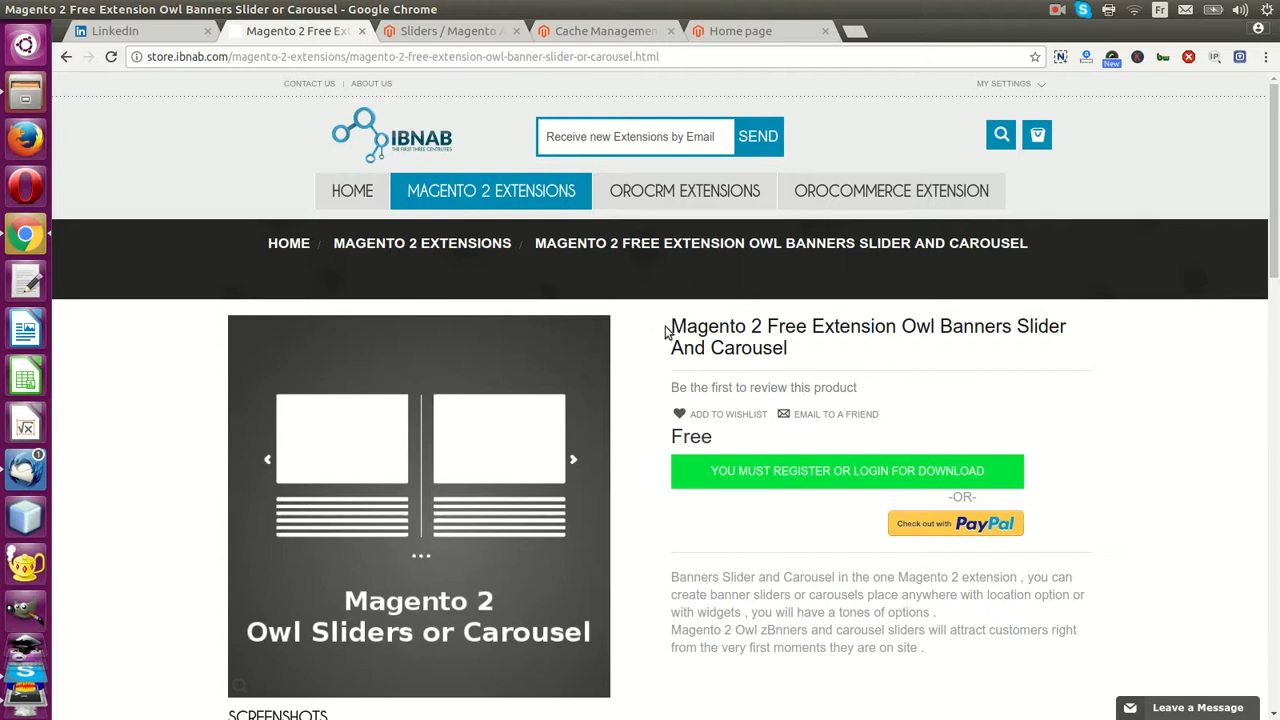 Magento 2 Free Extension Owl Banners Slider or Carousel - Google Chrome
Fr
LinkedIn
Magento 2 Free Ext
Sliders / Magento A
Cache Management
Home page
store.ibnab.com/magento-2-extensions/magento-2-free-extension-owl-banner-slider-or-carousel.html
New
bw
IP
CONTACT US
ABOUT US
MY SETTINGS
IBNAB
THE FIRST THREE CENTRUTIES
Receive new Extensions by Email
SEND
HOME
MAGENTO 2 EXTENSIONS
OROCRM EXTENSIONS
OROCOMMERCE EXTENSION
HOME / MAGENTO 2 EXTENSIONS / MAGENTO 2 FREE EXTENSION OWL BANNERS SLIDER AND CAROUSEL
Magento 2 Free Extension Owl Banners Slider
And Carousel
Be the first to review this product
ADD TO WISHLIST
EMAIL TO A FRIEND
Free
YOU MUST REGISTER OR LOGIN FOR DOWNLOAD
-OR-
Check out with PayPal
Magento 2
Owl Sliders or Carousel
Banners Slider and Carousel in the one Magento 2 extension , you can
create banner sliders or carousels place anywhere with location option or
with widgets , you will have a tones of options .
Magento 2 Owl zBnners and carousel sliders will attract customers right
from the very first moments they are on site .
SCREENSHOTS
Leave a Message